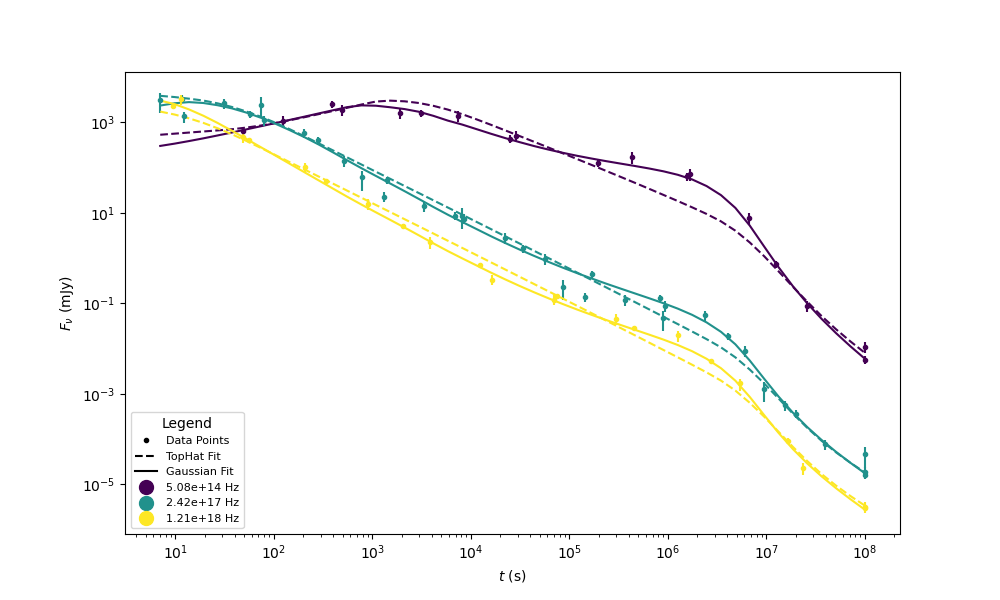 10³
10¹
10⁻¹
10⁻³
10⁻⁵
F_ν (mJy)
Legend
Data Points
TopHat Fit
Gaussian Fit
5.08e+14 Hz
2.42e+17 Hz
1.21e+18 Hz
10¹ 10² 10³ 10⁴ 10⁵ 10⁶ 10⁷ 10⁸
t (s)